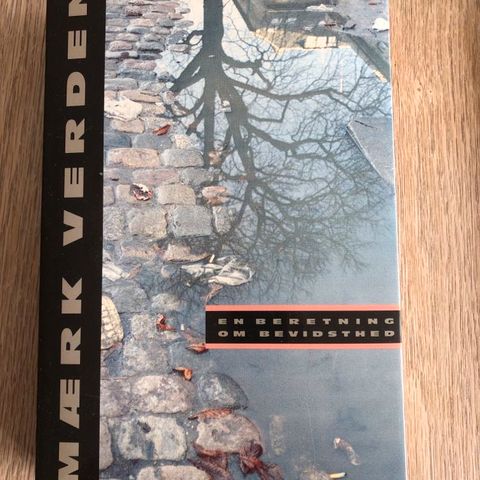 MÆRK VERDEN
EN BERETNING
OM BEVIDSTHED